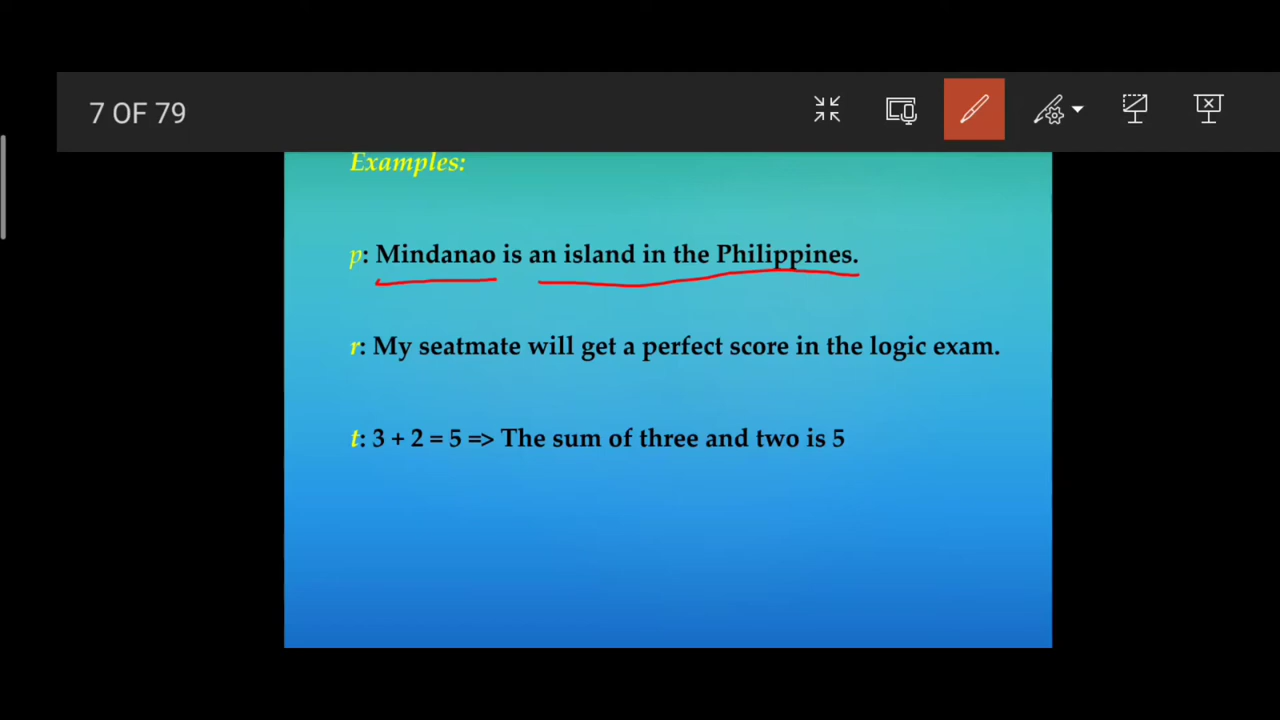 7 OF 79
Examples:
p: Mindanao is an island in the Philippines.
r: My seatmate will get a perfect score in the logic exam.
t: 3 + 2 = 5 => The sum of three and two is 5